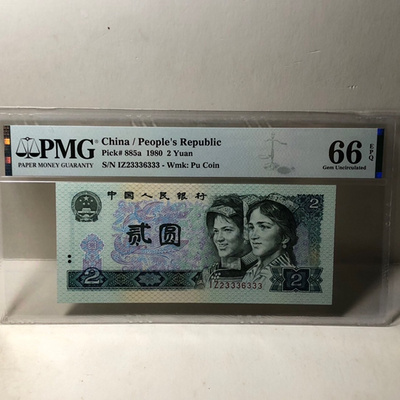 PMG
PAPER MONEY GUARANTY
China / People's Republic
Pick# 885a 1980 2 Yuan
S/N IZ23336333 - Wmk: Pu Coin
66
EPQ
Gem Uncirculated
中国人民银行
2
贰圆
2
2
IZ23336333